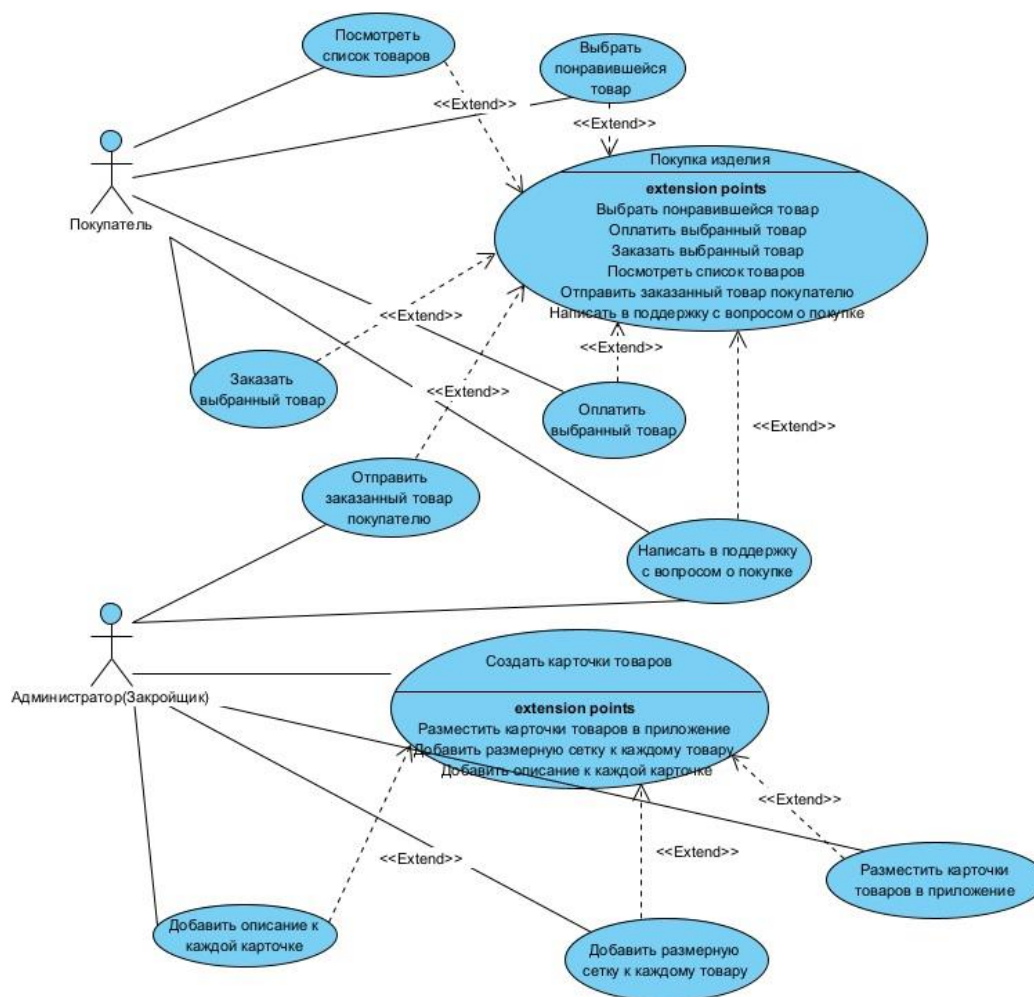 Посмотреть
список товаров
Выбрать
понравившейся
товар
<<Extend>>
<<Extend>>
Покупатель
Покупка изделия
extension points
Выбрать понравившейся товар
Оплатить выбранный товар
Заказать выбранный товар
Посмотреть список товаров
Отправить заказанный товар покупателю
Написать в поддержку с вопросом о покупке
<<Extend>>
<<Extend>>
Заказать
выбранный товар
<<Extend>>
Оплатить
выбранный товар
<<Extend>>
Отправить
заказанный товар
покупателю
Написать в поддержку
с вопросом о покупке
Администратор(Закройщик)
Создать карточки товаров
extension points
Разместить карточки товаров в приложение
Добавить размерную сетку к каждому товару
Добавить описание к каждой карточке
<<Extend>>
<<Extend>>
<<Extend>>
Разместить карточки
товаров в приложение
Добавить описание к
каждой карточке
Добавить размерную
сетку к каждому товару